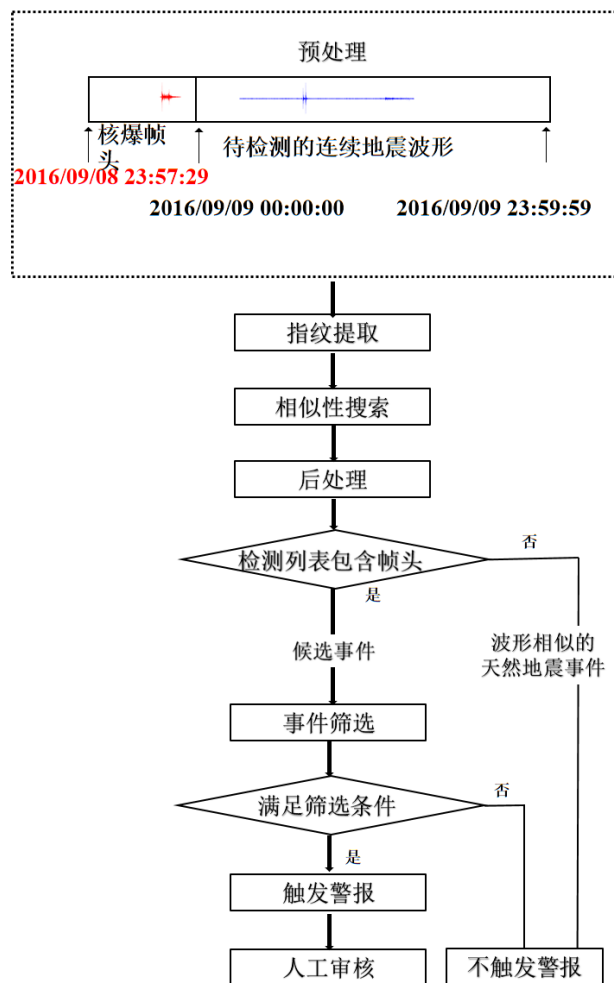 预处理
核爆帧
头
待检测的连续地震波形
2016/09/08 23:57:29
2016/09/09 00:00:00
2016/09/09 23:59:59
指纹提取
相似性搜索
后处理
检测列表包含帧头
否
是
候选事件
波形相似的
天然地震事件
事件筛选
满足筛选条件
否
是
触发警报
人工审核
不触发警报